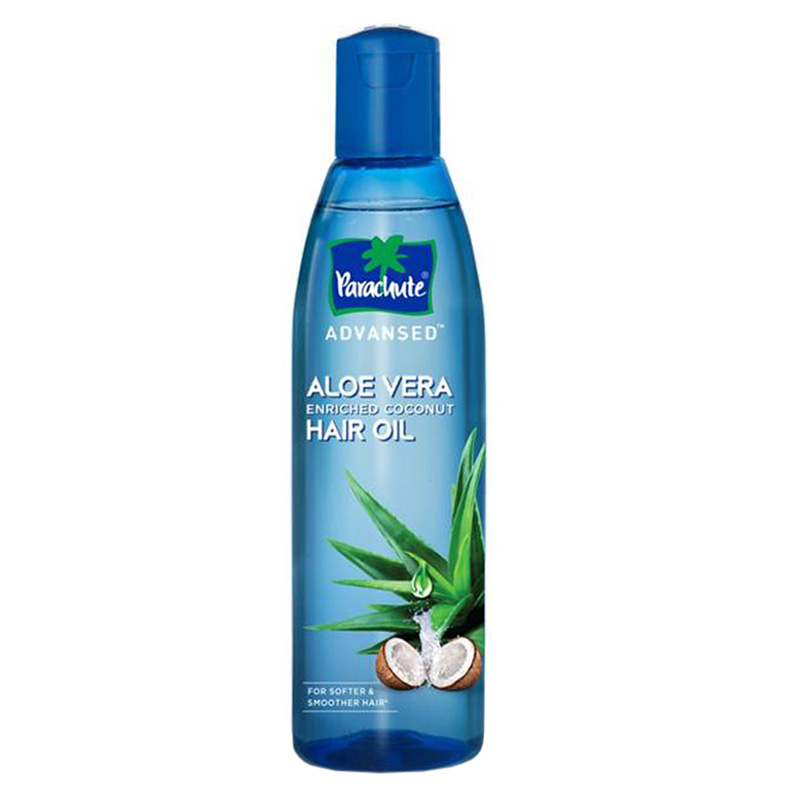 Parachute®
ADVANSED™
ALOE VERA
ENRICHED COCONUT
HAIR OIL
FOR SOFTER &
SMOOTHER HAIR*